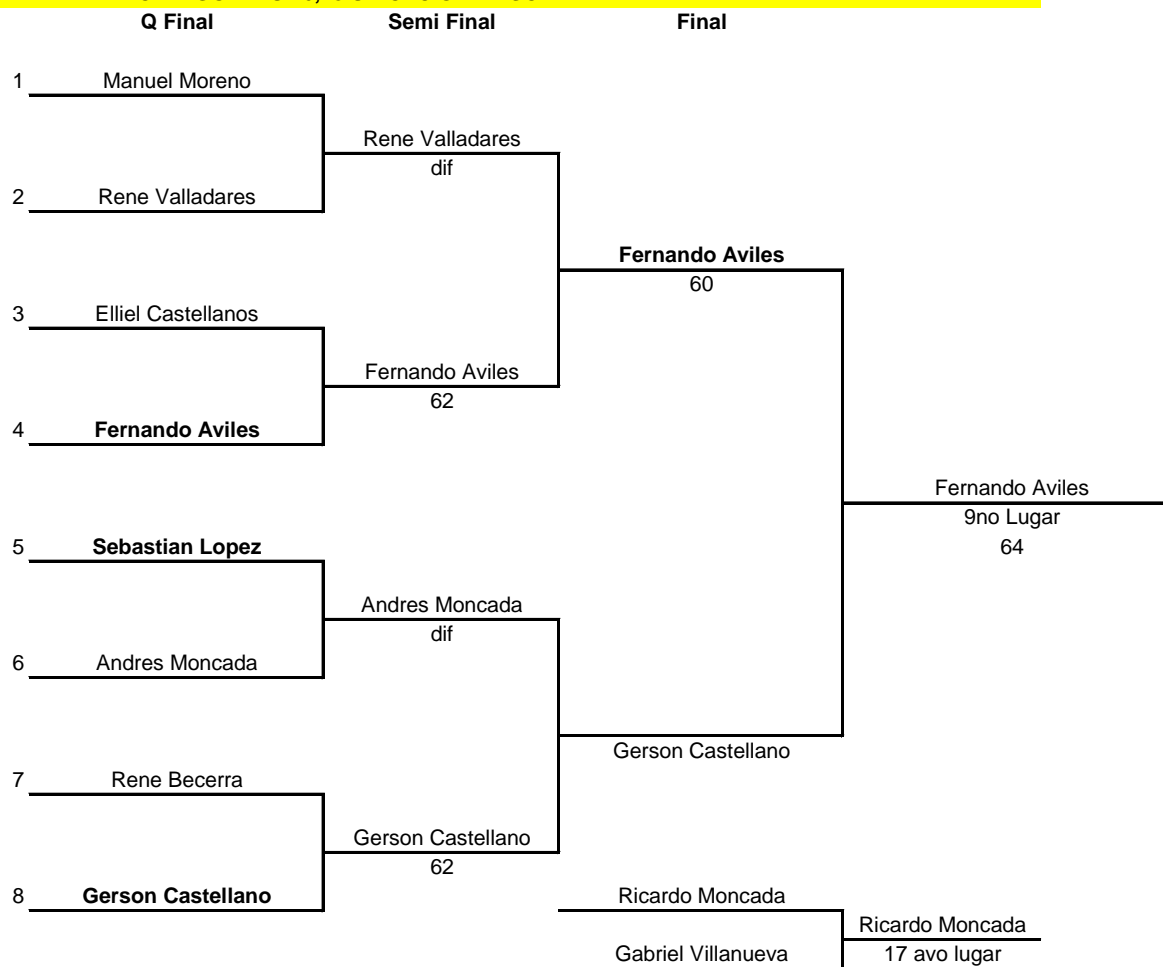 Q Final Semi Final Final
1 Manuel Moreno
Rene Valladares
dif
2 Rene Valladares
Fernando Aviles
60
3 Elliel Castellanos
Fernando Aviles
62
4 Fernando Aviles
Fernando Aviles
9no Lugar
64
5 Sebastian Lopez
Andres Moncada
dif
6 Andres Moncada
Gerson Castellano
7 Rene Becerra
Gerson Castellano
62
8 Gerson Castellano
Ricardo Moncada
Ricardo Moncada
17 avo lugar
Gabriel Villanueva